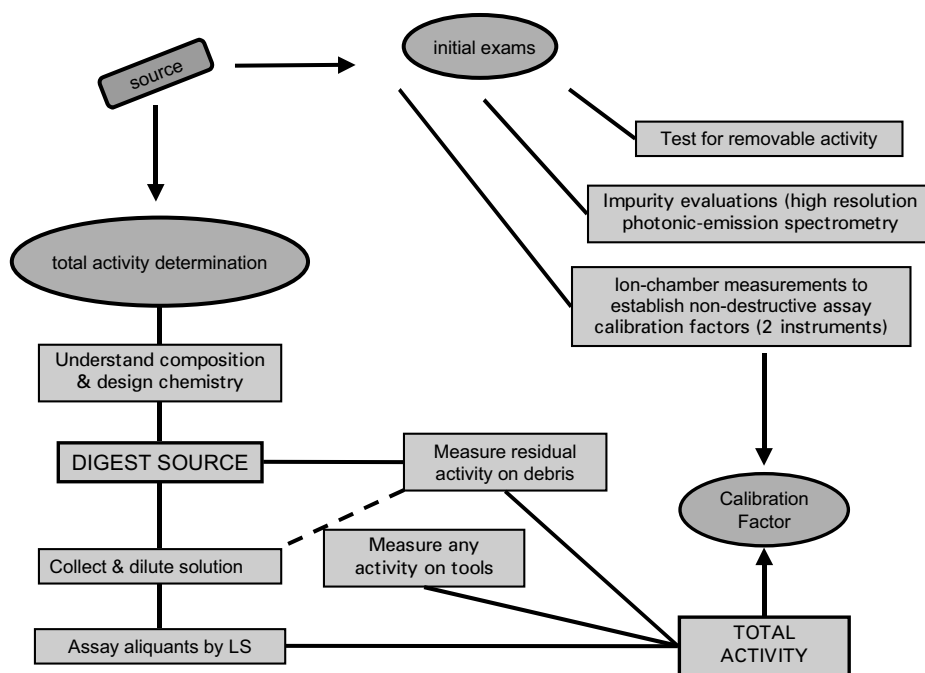 source
initial exams
Test for removable activity
Impurity evaluations (high resolution
photonic-emission spectrometry
total activity determination
Ion-chamber measurements to
establish non-destructive assay
calibration factors (2 instruments)
Understand composition
& design chemistry
DIGEST SOURCE
Measure residual
activity on debris
Calibration
Factor
Collect & dilute solution
Measure any
activity on tools
Assay aliquants by LS
TOTAL
ACTIVITY